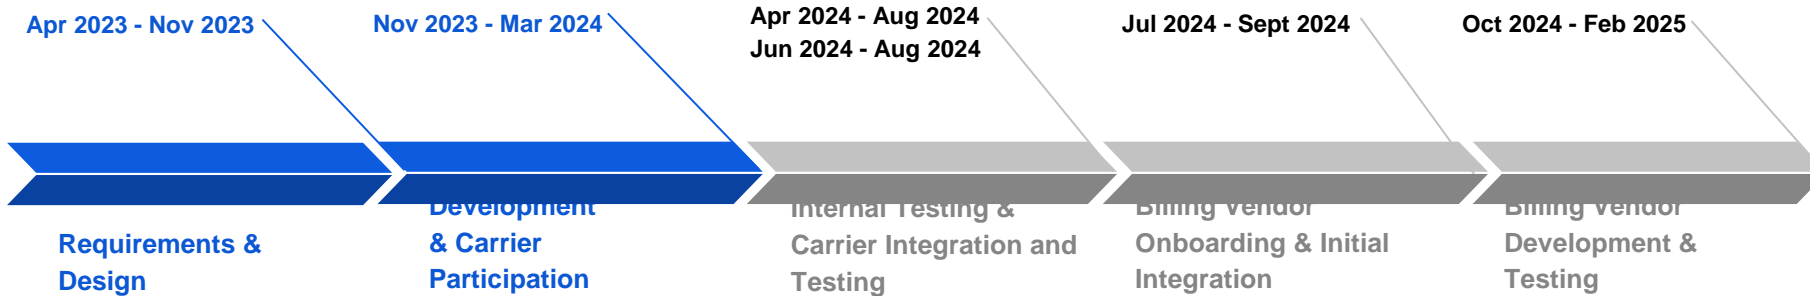 Apr 2023 - Nov 2023
Nov 2023 - Mar 2024
Apr 2024 - Aug 2024
Jun 2024 - Aug 2024
Jul 2024 - Sept 2024
Oct 2024 - Feb 2025
Requirements &
Design
Development
& Carrier
Participation
Internal Testing &
Carrier Integration and
Testing
Billing Vendor
Onboarding & Initial
Integration
Billing Vendor
Development &
Testing